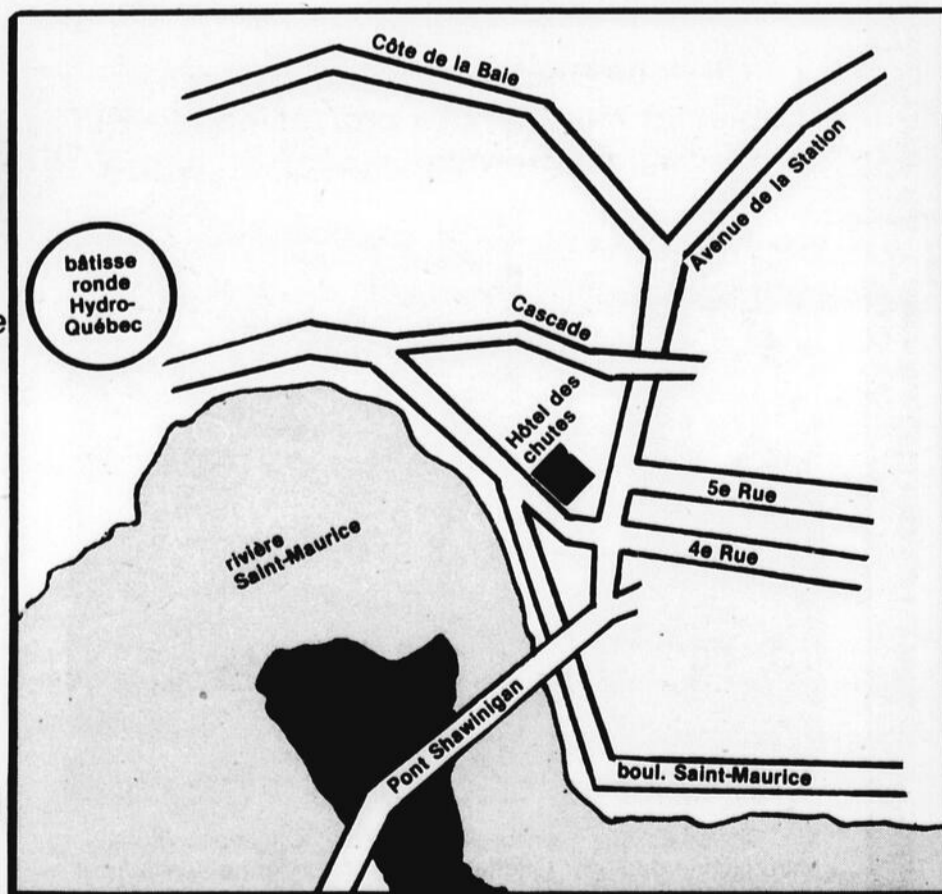 Côte de la Baie
Avenue de la Station
bâtisse
ronde
Hydro-
Québec
e
Cascade
Hôtel des
chutes
5e Rue
4e Rue
rivière
Saint-Maurice
Pont Shawinigan
boul. Saint-Maurice